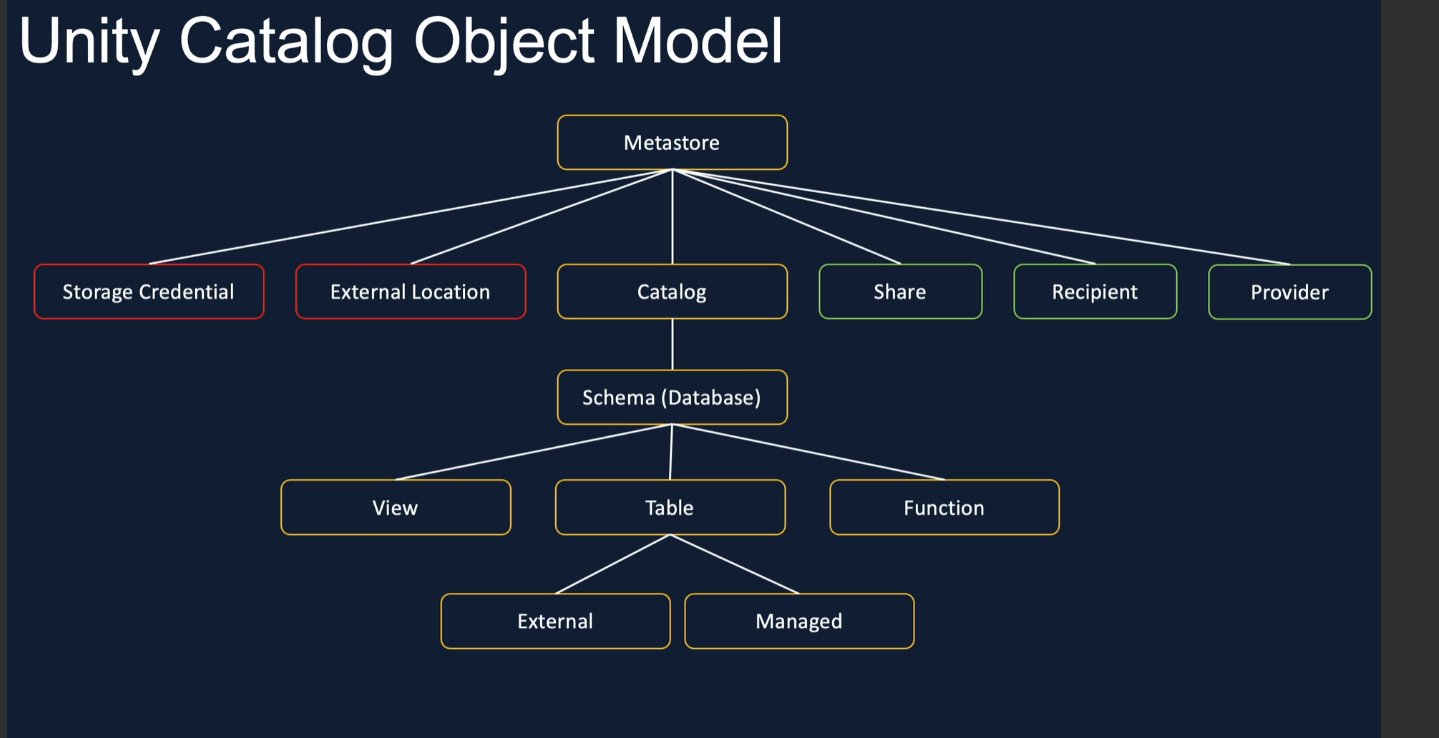 Unity Catalog Object Model
Metastore
Storage Credential
External Location
Catalog
Share
Recipient
Provider
Schema (Database)
View
Table
Function
External
Managed